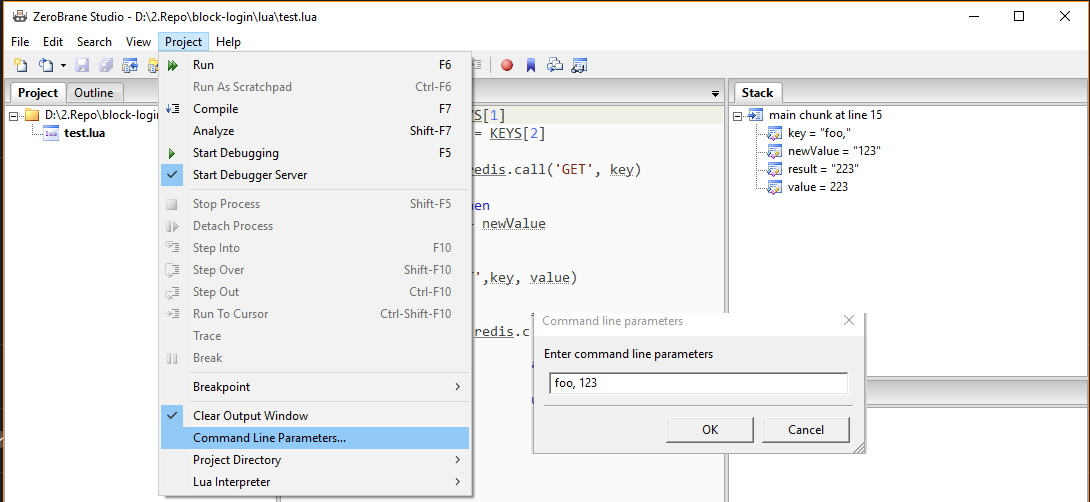 ZeroBrane Studio - D:\2.Repo\block-login\lua\test.lua
File Edit Search View Project Help
Project Outline
D:\2.Repo\block-login
test.lua
Run F6
Run As Scratchpad Ctrl-F6
Compile F7
Analyze Shift-F7
Start Debugging F5
Start Debugger Server
Stop Process Shift-F5
Detach Process
Step Into F10
Step Over Shift-F10
Step Out Ctrl-F10
Run To Cursor Ctrl-Shift-F10
Trace
Break
Breakpoint
Clear Output Window
Command Line Parameters...
Project Directory
Lua Interpreter
S[1]
= KEYS[2]
redis.call('GET', key)
en
newValue
',key, value)
redis.c
Stack
main chunk at line 15
key = "foo,"
newValue = "123"
result = "223"
value = 223
Command line parameters
Enter command line parameters
foo, 123
OK Cancel